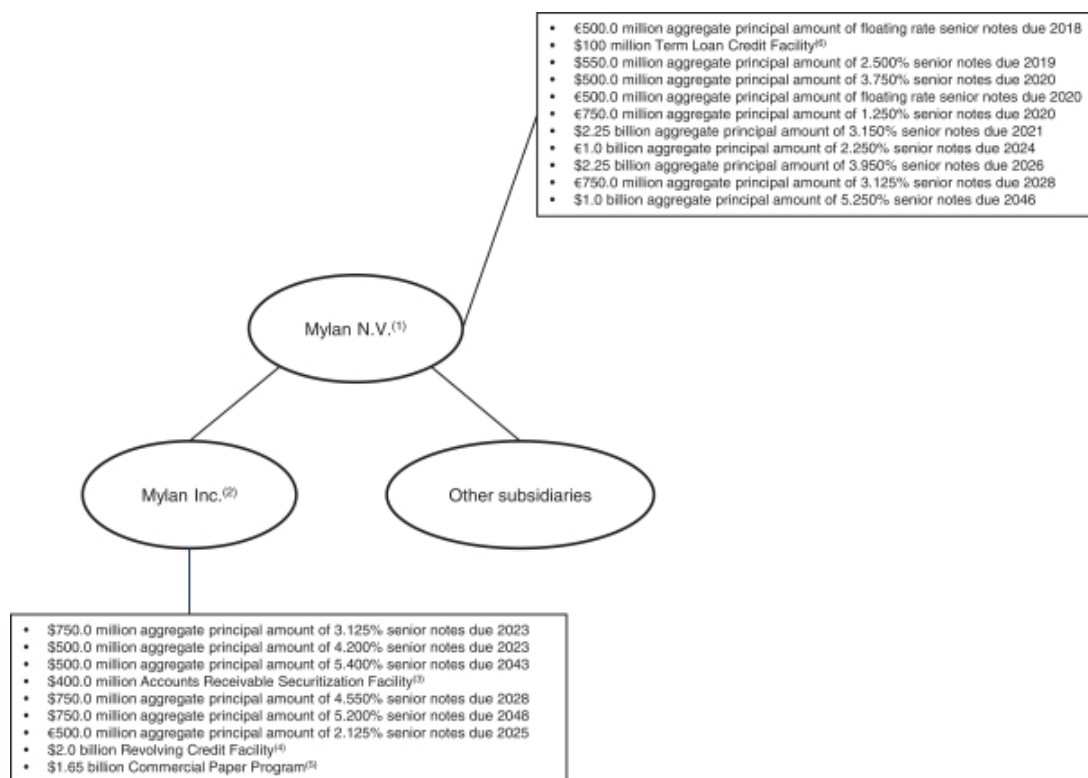 • €500.0 million aggregate principal amount of floating rate senior notes due 2018
• $100 million Term Loan Credit Facility(6)
• $550.0 million aggregate principal amount of 2.500% senior notes due 2019
• $500.0 million aggregate principal amount of 3.750% senior notes due 2020
• €500.0 million aggregate principal amount of floating rate senior notes due 2020
• €750.0 million aggregate principal amount of 1.250% senior notes due 2020
• $2.25 billion aggregate principal amount of 3.150% senior notes due 2021
• €1.0 billion aggregate principal amount of 2.250% senior notes due 2024
• $2.25 billion aggregate principal amount of 3.950% senior notes due 2026
• €750.0 million aggregate principal amount of 3.125% senior notes due 2028
• $1.0 billion aggregate principal amount of 5.250% senior notes due 2046
Mylan N.V.(1)
Mylan Inc.(2)
Other subsidiaries
• $750.0 million aggregate principal amount of 3.125% senior notes due 2023
• $500.0 million aggregate principal amount of 4.200% senior notes due 2023
• $500.0 million aggregate principal amount of 5.400% senior notes due 2043
• $400.0 million Accounts Receivable Securitization Facility(3)
• $750.0 million aggregate principal amount of 4.550% senior notes due 2028
• $750.0 million aggregate principal amount of 5.200% senior notes due 2048
• €500.0 million aggregate principal amount of 2.125% senior notes due 2025
• $2.0 billion Revolving Credit Facility(4)
• $1.65 billion Commercial Paper Program(5)